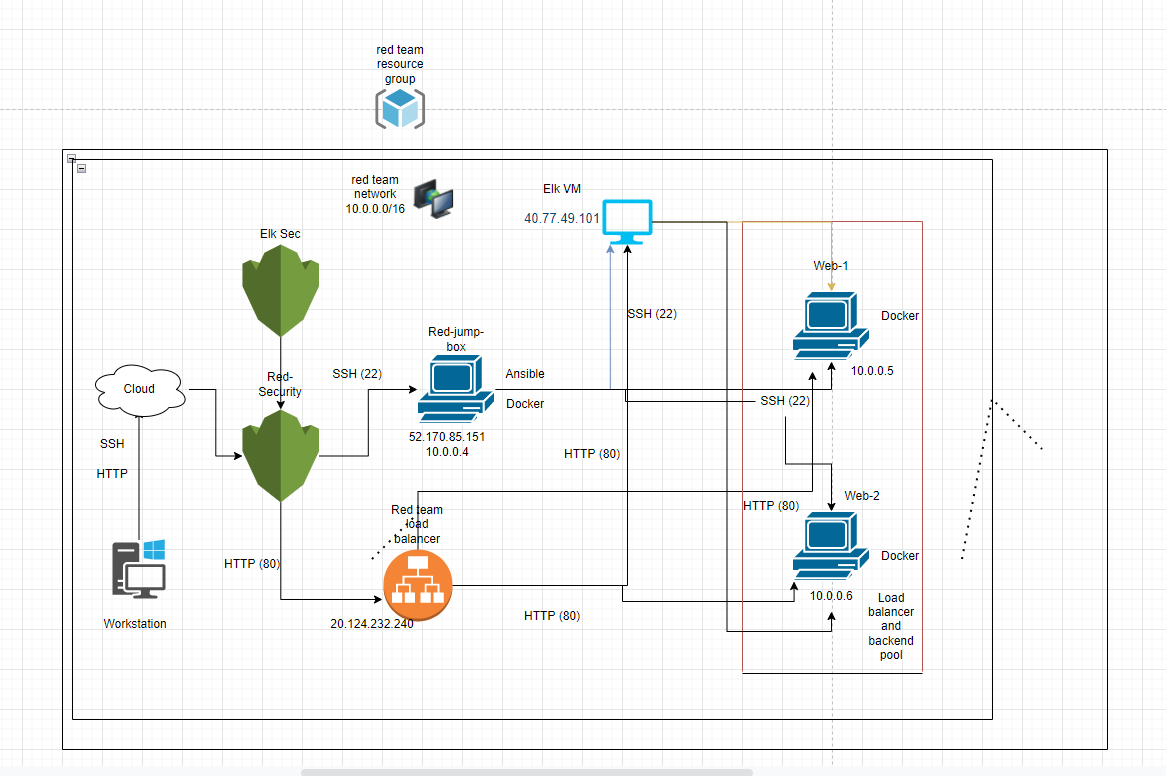 red team
resource
group
red team
network
10.0.0.0/16
Elk VM
40.77.49.101
Elk Sec
Web-1
Docker
10.0.0.5
SSH (22)
Red-jump-
box
Ansible
Docker
52.170.85.151
10.0.0.4
Red-
Security
SSH (22)
Cloud
SSH
HTTP
SSH (22)
HTTP (80)
HTTP (80)
Web-2
Docker
10.0.0.6
Red team
load
balancer
HTTP (80)
20.124.232.240
HTTP (80)
Workstation
Load
balancer
and
backend
pool